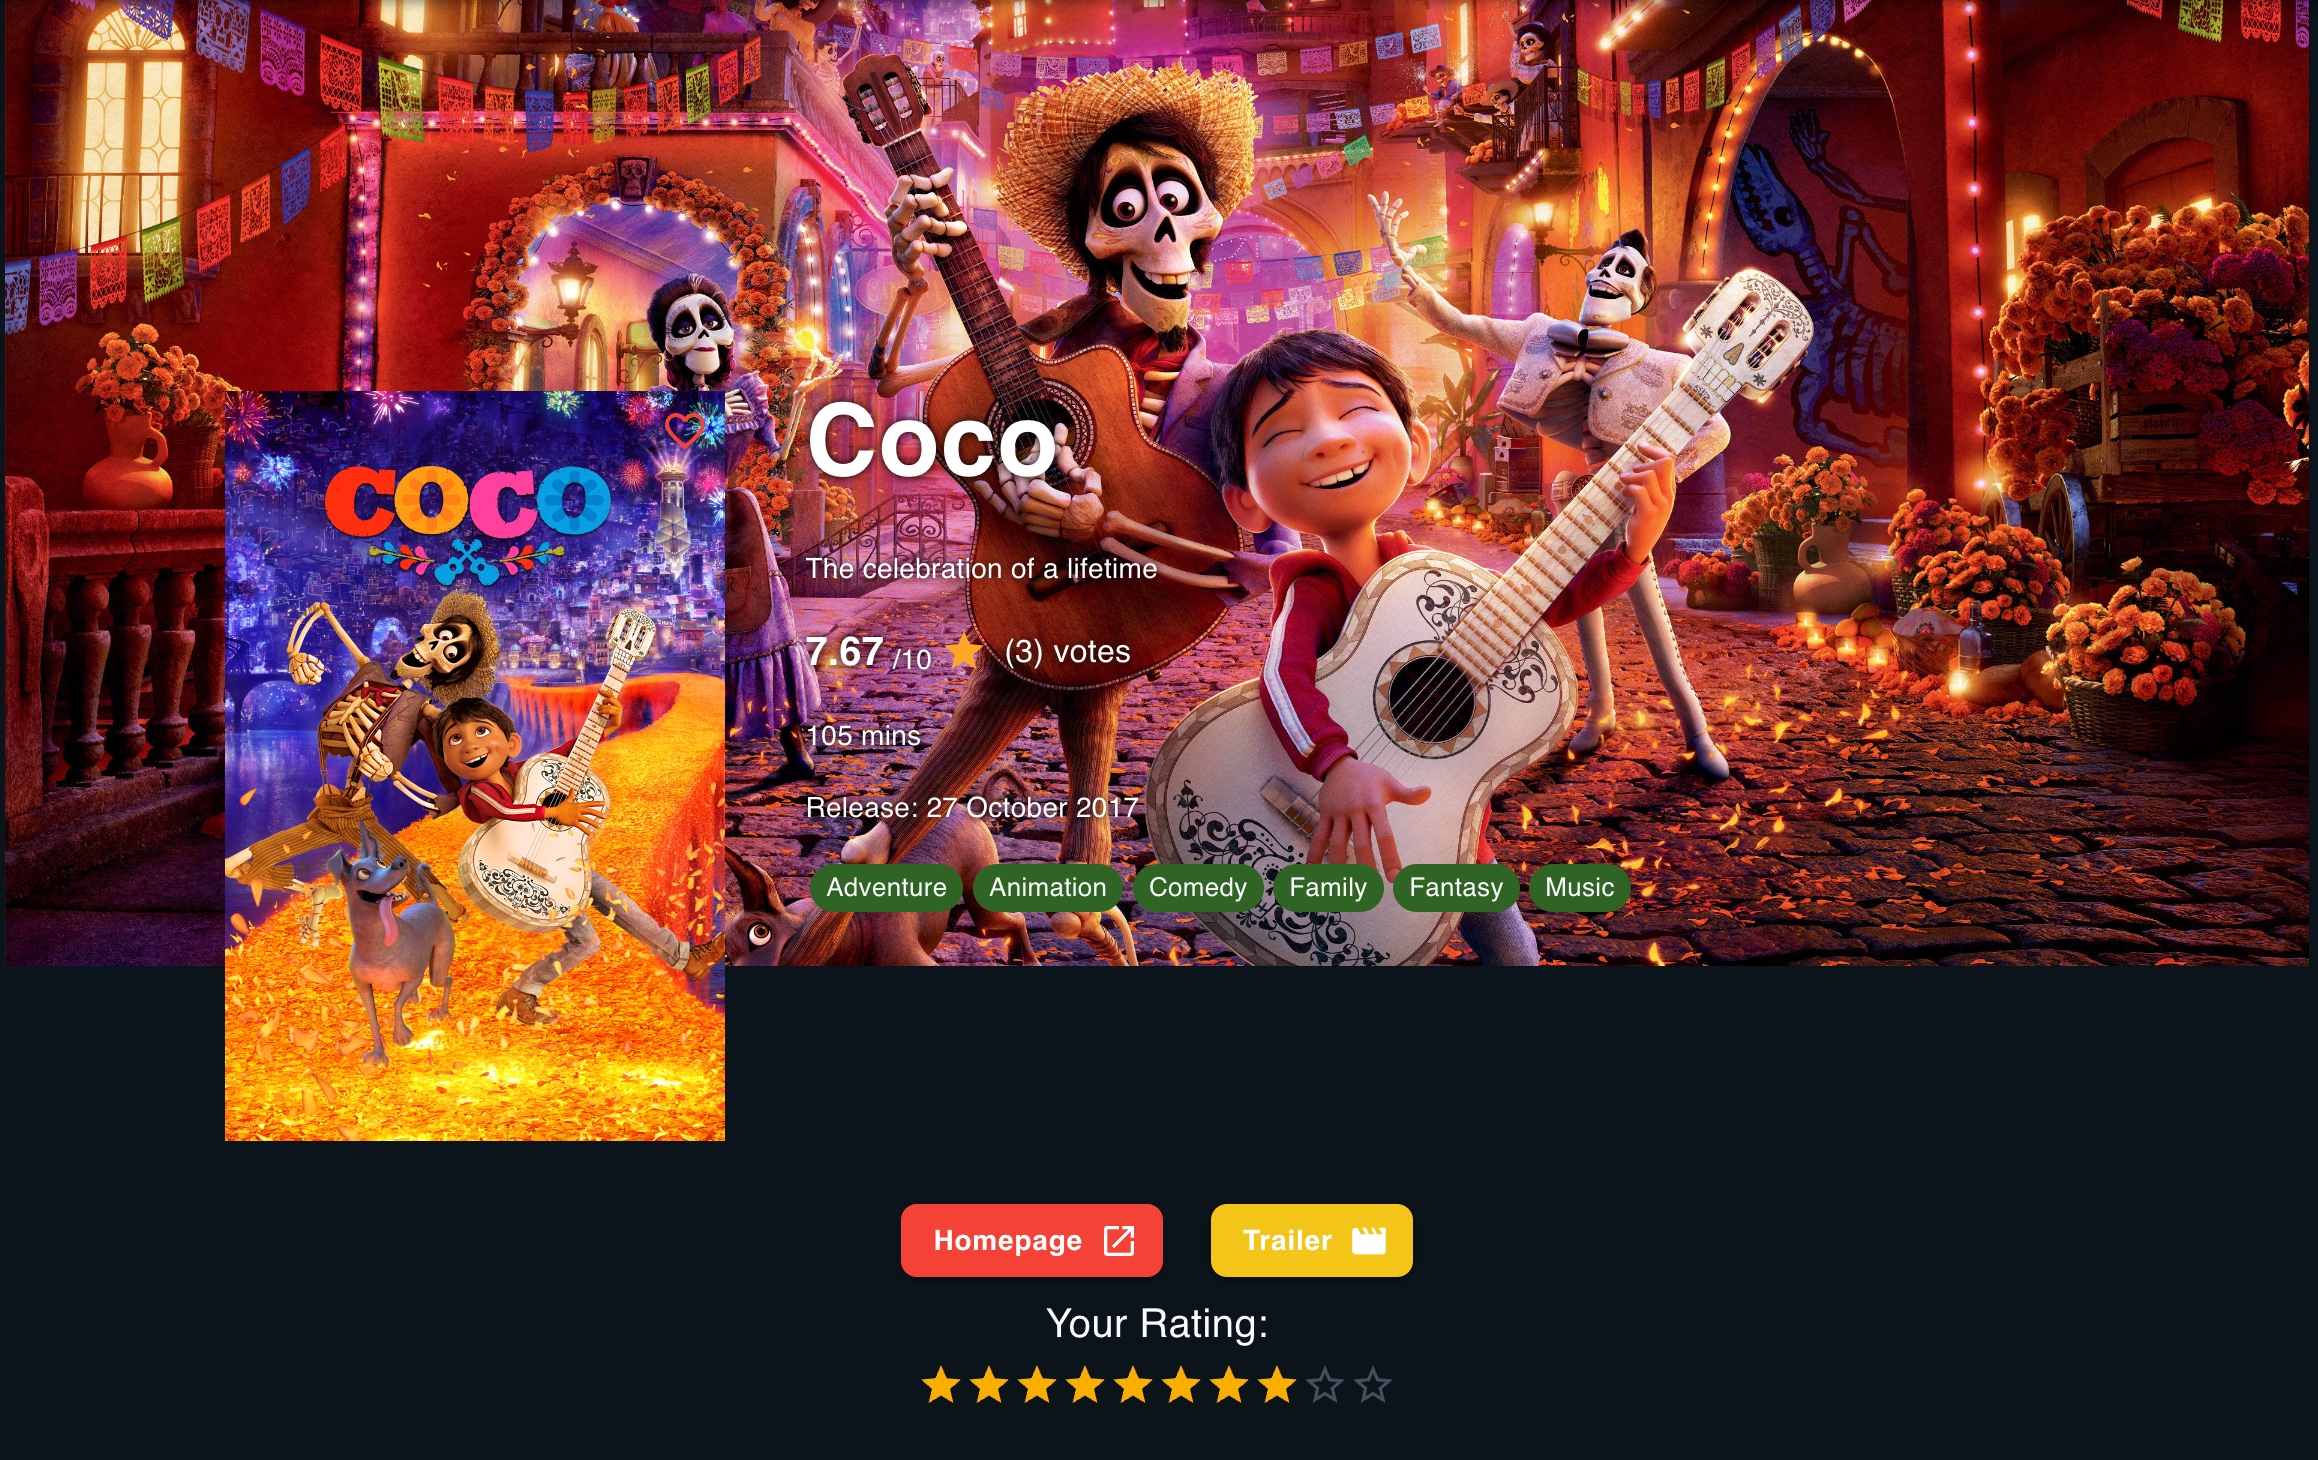 COCO
Coco
The celebration of a lifetime
7.67 /10 (3) votes
105 mins
Release: 27 October 2017
Adventure Animation Comedy Family Fantasy Music
Homepage Trailer
Your Rating: